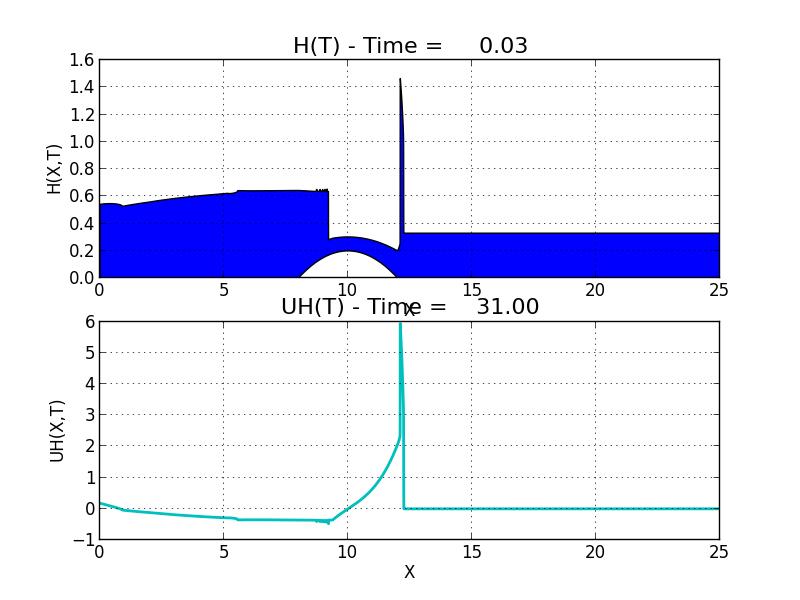 H(T) - Time = 0.03
H(X,T)
1.6
1.4
1.2
1.0
0.8
0.6
0.4
0.2
0.0
0 5 10 15 20 25
X
UH(T) - Time = 31.00
UH(X,T)
6
5
4
3
2
1
0
−1
0 5 10 15 20 25
X